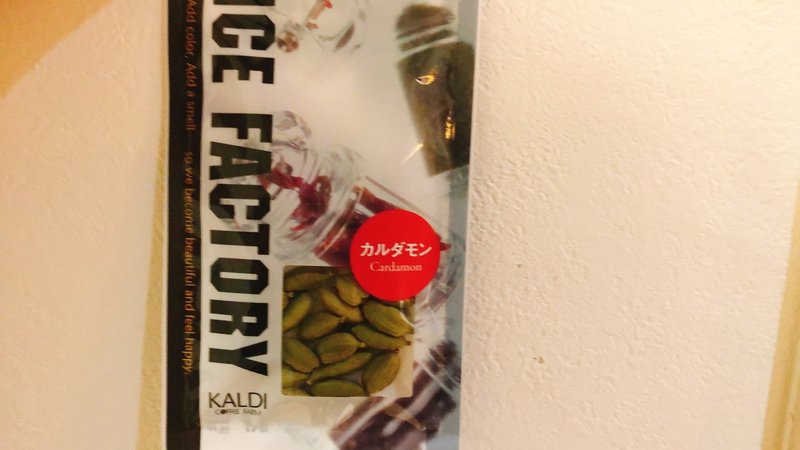 ICE FACTORY
Add color, Add a smell......so we become beautiful and feel happy.
カルダモン
Cardamon
KALDI
COFFEE FARM